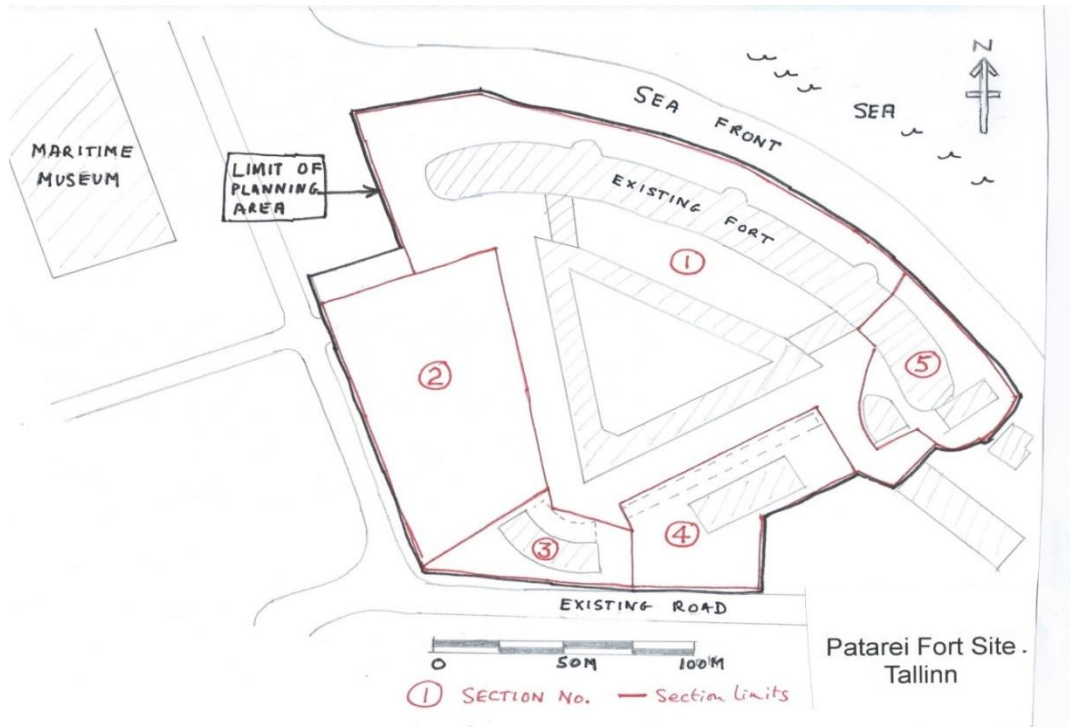 N
SEA FRONT
SEA
MARITIME
MUSEUM
LIMIT OF
PLANNING
AREA
EXISTING FORT
1
5
2
3
4
EXISTING ROAD
0 50M 100M
1 SECTION No. — Section limits
Patarei Fort Site.
Tallinn